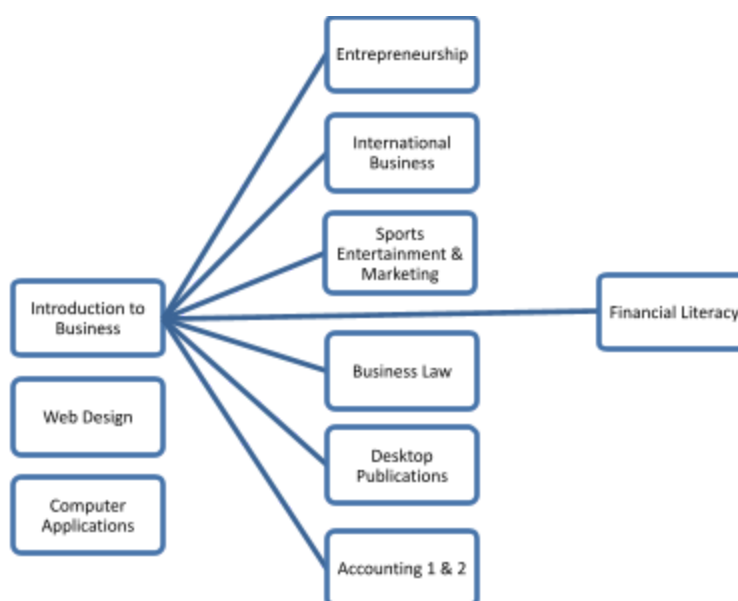 Entrepreneurship
International
Business
Sports
Entertainment &
Marketing
Introduction to
Business
Financial Literacy
Business Law
Web Design
Desktop
Publications
Computer
Applications
Accounting 1 & 2